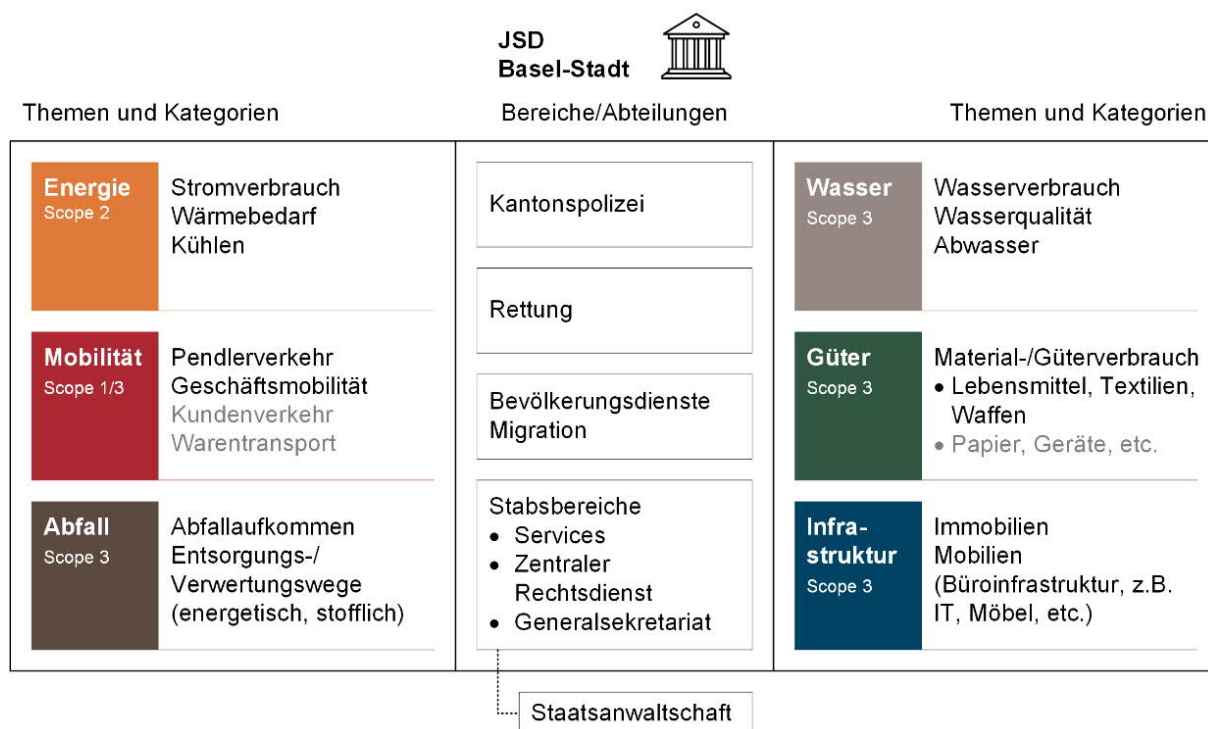 JSD
Basel-Stadt
Themen und Kategorien
Bereiche/Abteilungen
Themen und Kategorien
Energie
Scope 2
Stromverbrauch
Wärmebedarf
Kühlen
Mobilität
Scope 1/3
Pendlerverkehr
Geschäftsmobilität
Kundenverkehr
Warentransport
Abfall
Scope 3
Abfallaufkommen
Entsorgungs-/
Verwertungswege
(energetisch, stofflich)
Kantonspolizei
Rettung
Bevölkerungsdienste
Migration
Stabsbereiche
• Services
• Zentraler
Rechtsdienst
• Generalsekretariat
Staatsanwaltschaft
Wasser
Scope 3
Wasserverbrauch
Wasserqualität
Abwasser
Güter
Scope 3
Material-/Güterverbrauch
• Lebensmittel, Textilien,
Waffen
• Papier, Geräte, etc.
Infra-
struktur
Scope 3
Immobilien
Mobilien
(Büroinfrastruktur, z.B.
IT, Möbel, etc.)